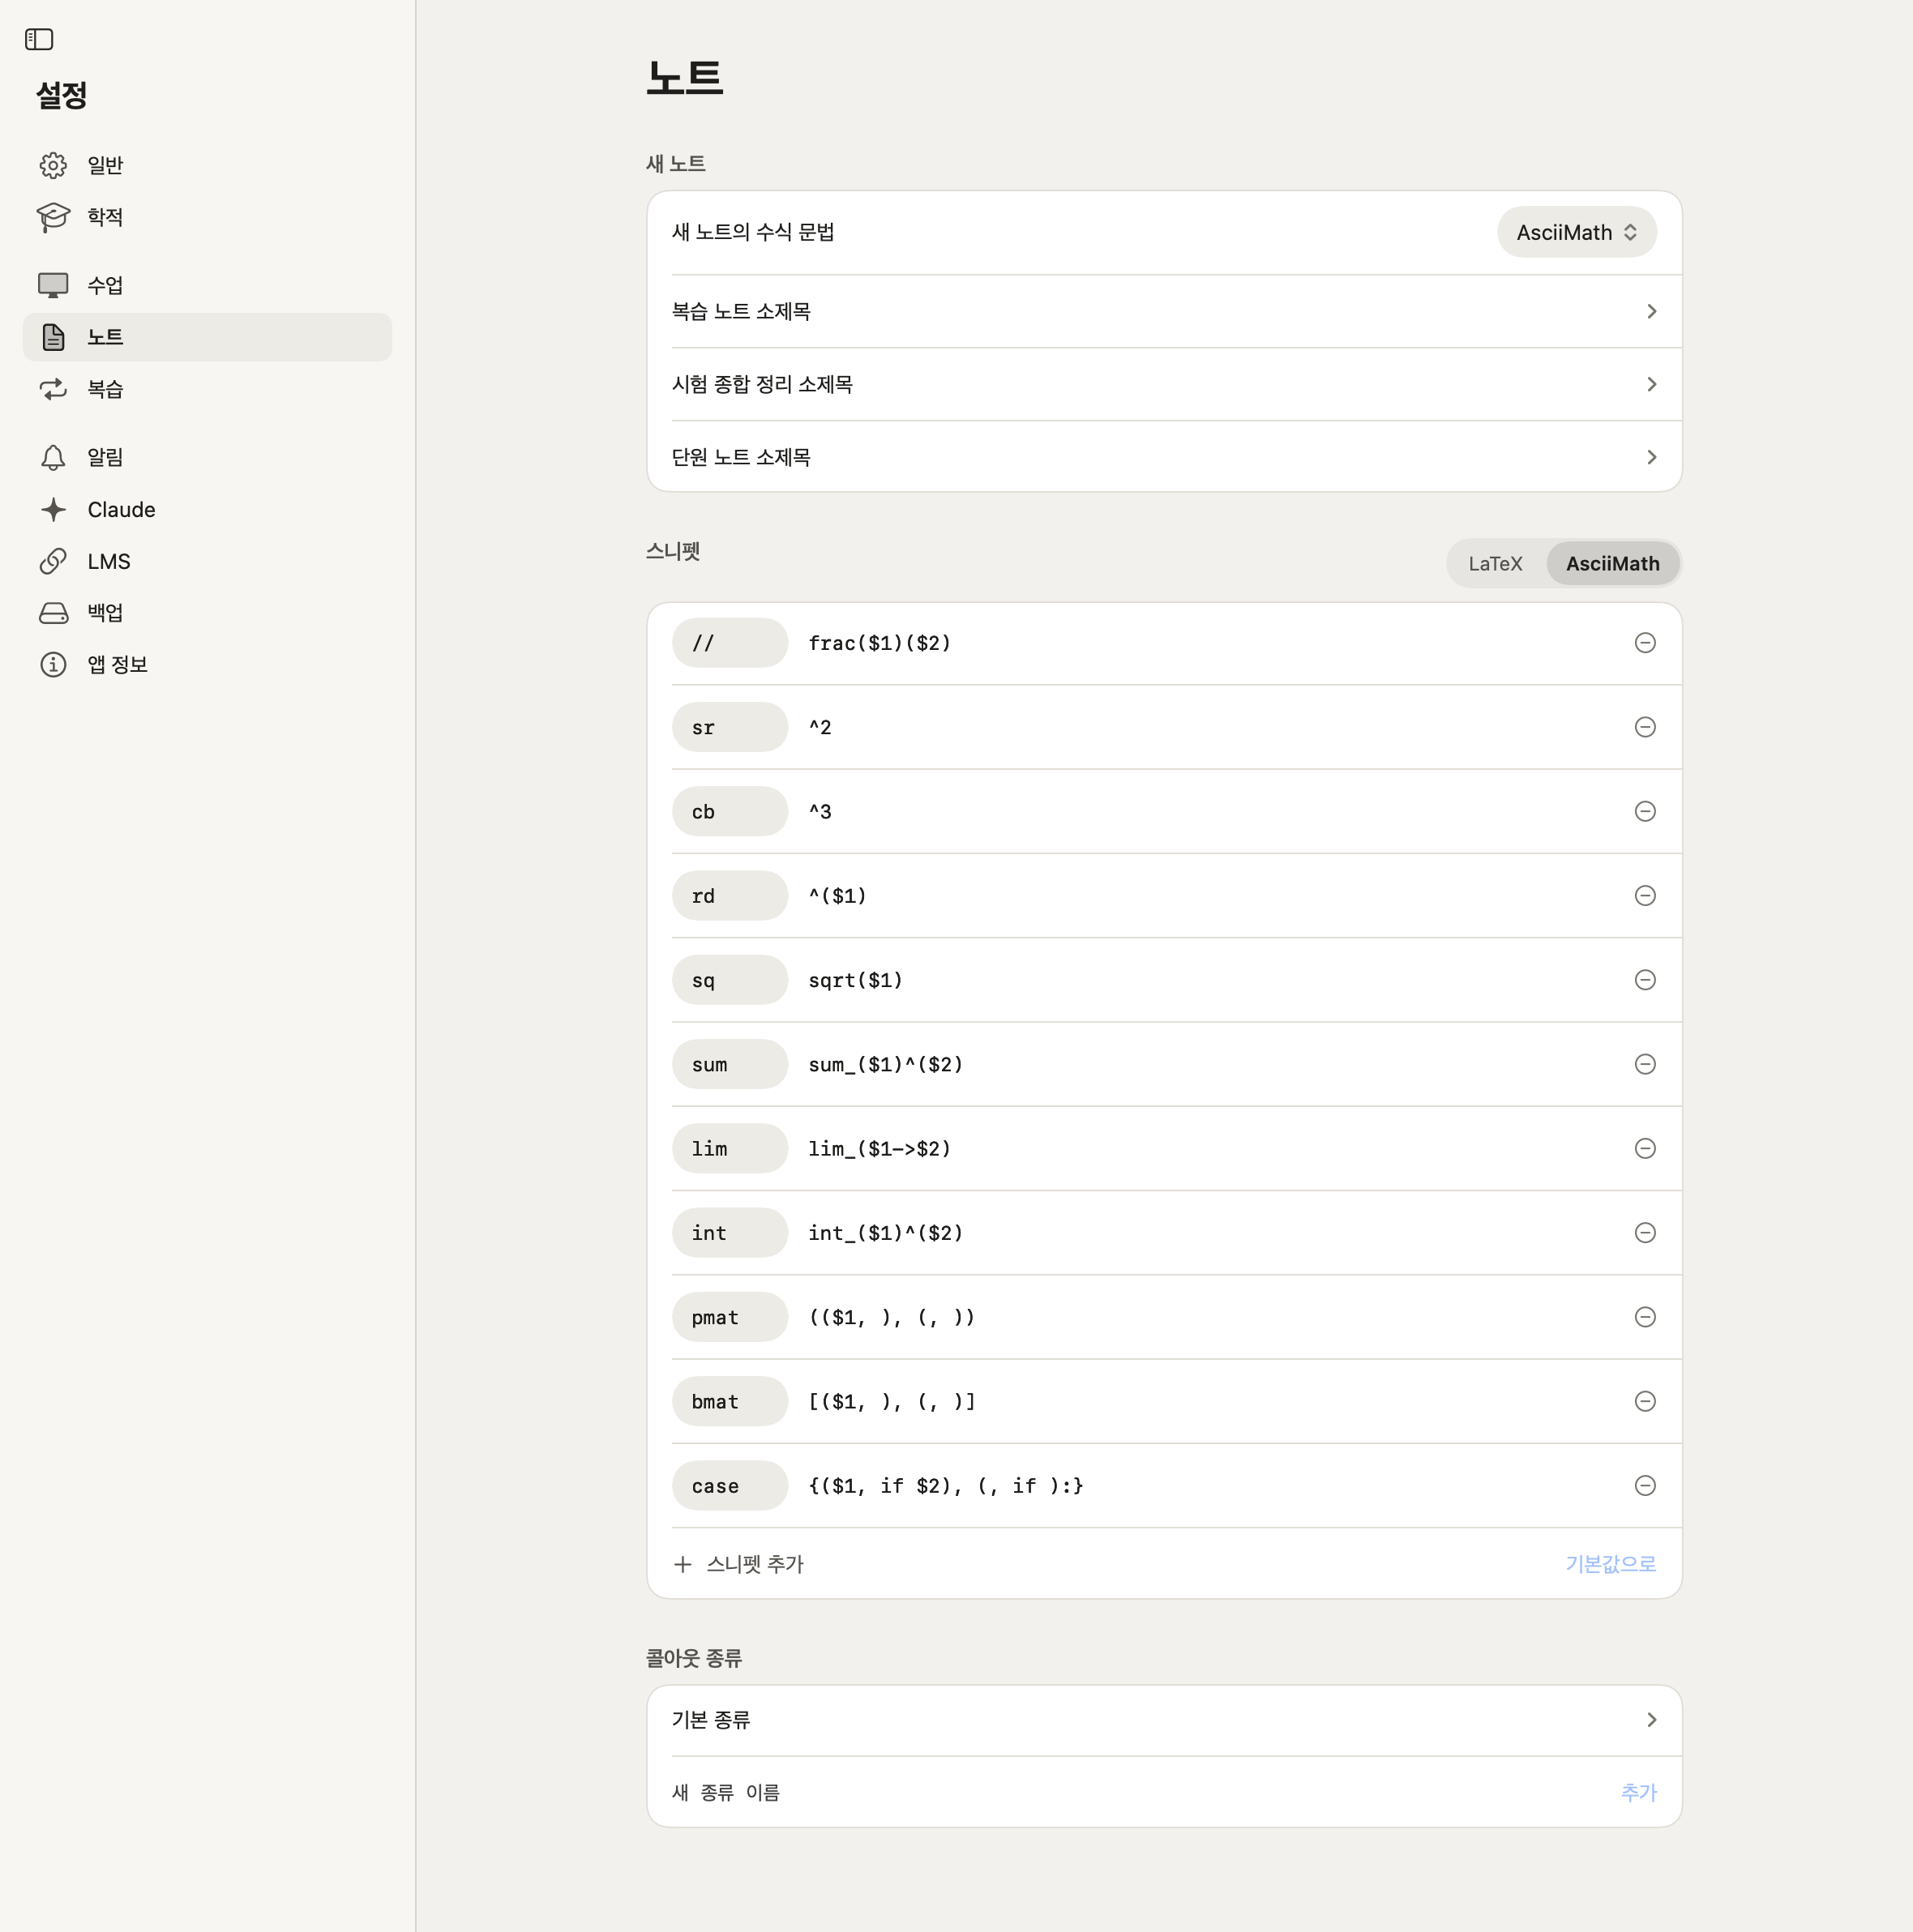 설정
일반
학적
수업
노트
복습
알림
Claude
LMS
백업
앱 정보
노트
새 노트
새 노트의 수식 문법 AsciiMath
복습 노트 소제목
시험 종합 정리 소제목
단원 노트 소제목
스니펫 LaTeX AsciiMath
// frac($1)($2)
sr ^2
cb ^3
rd ^($1)
sq sqrt($1)
sum sum_($1)^($2)
lim lim_($1->$2)
int int_($1)^($2)
pmat (($1, ), (, ))
bmat [($1, ), (, )]
case {($1, if $2), (, if ):}
+ 스니펫 추가 기본값으로
콜아웃 종류
기본 종류
새 종류 이름 추가